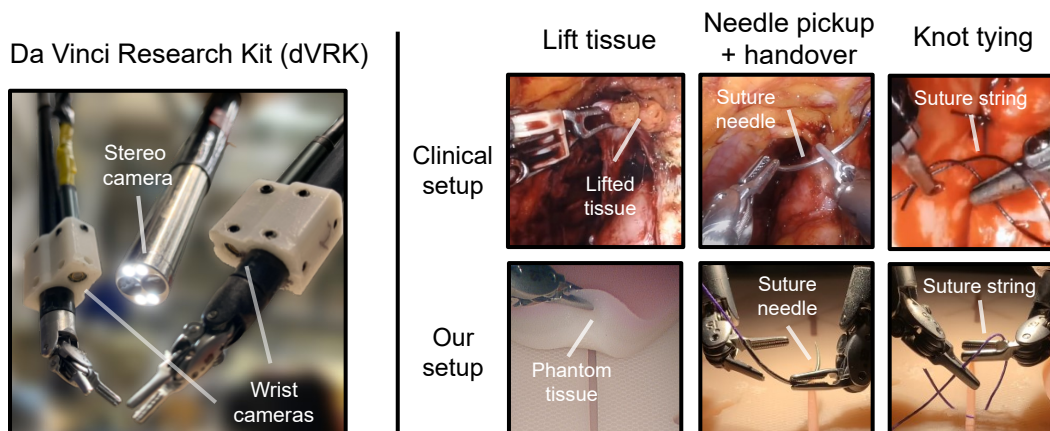 Da Vinci Research Kit (dVRK)
Stereo
camera
Wrist
cameras
Lift tissue
Needle pickup
+ handover
Knot tying
Clinical
setup
Lifted
tissue
Suture
needle
Suture string
Our
setup
Phantom
tissue
Suture
needle
Suture string